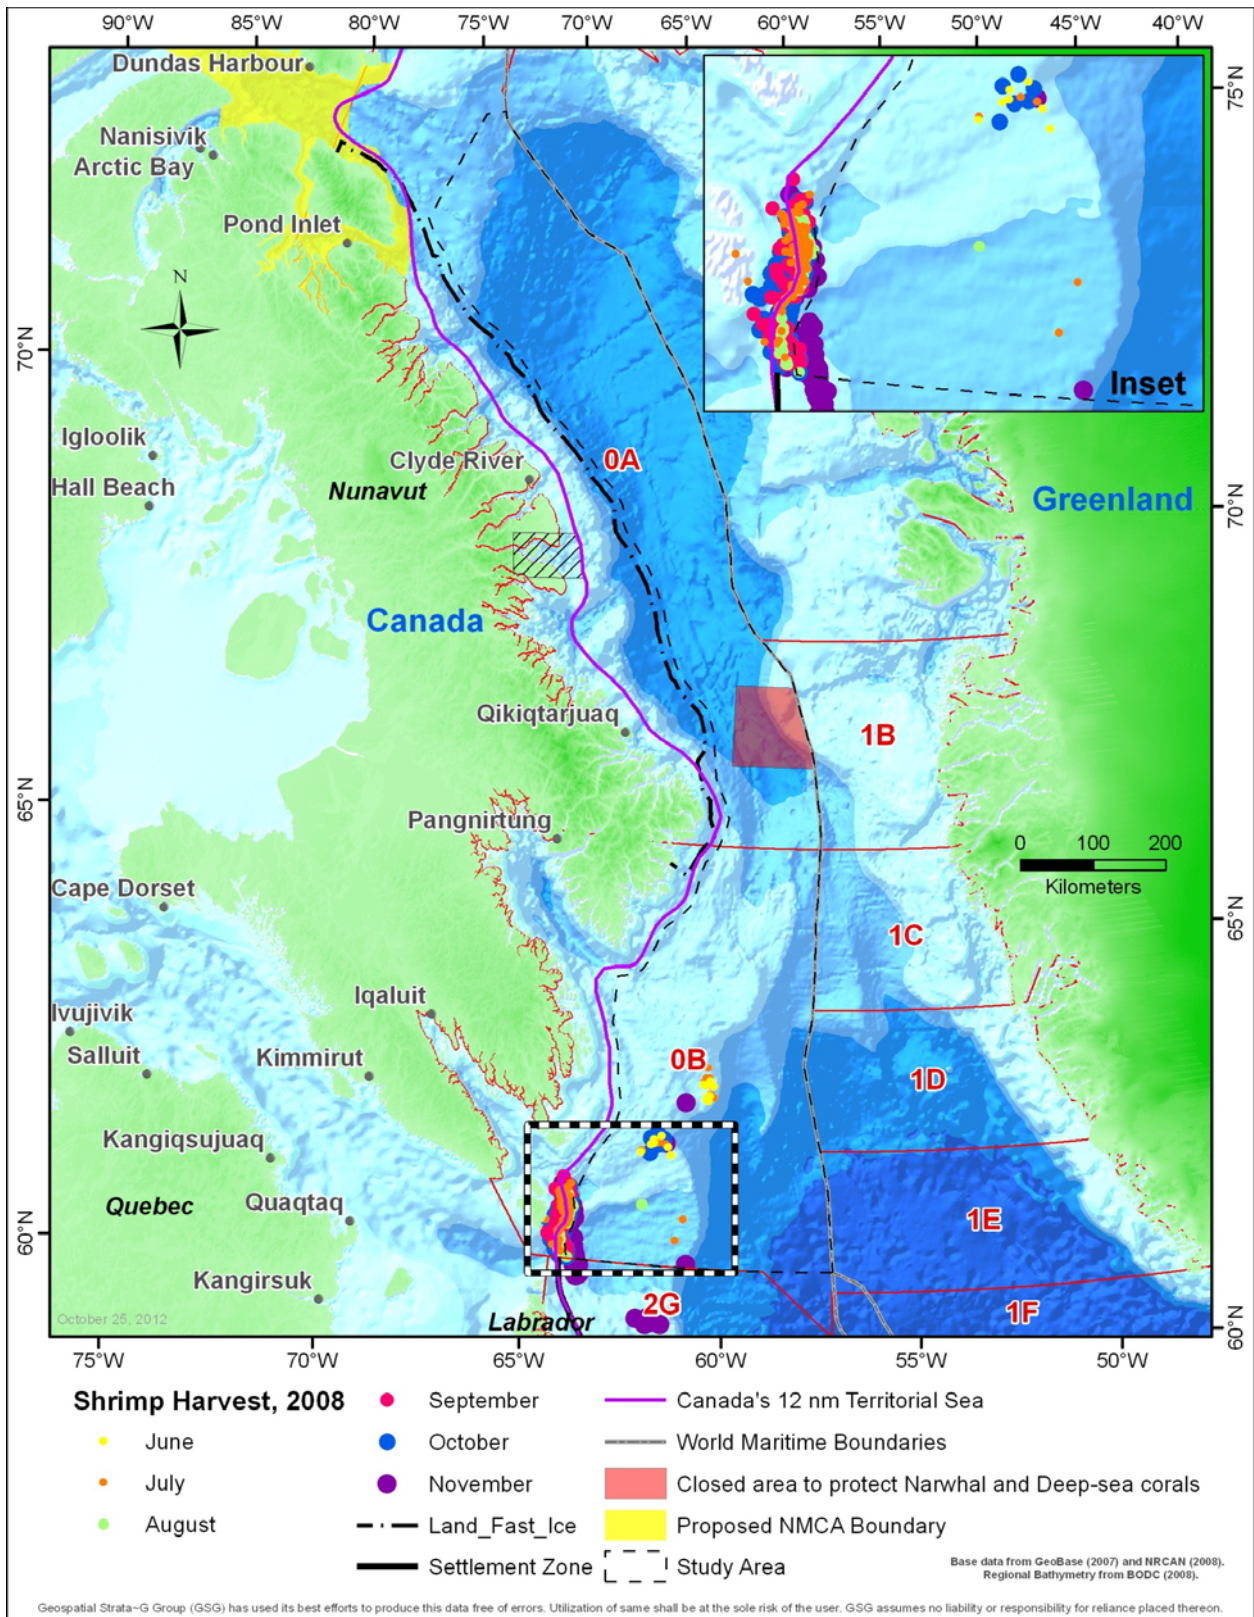 90°W 85°W 80°W 75°W 70°W 65°W 60°W 55°W 50°W 45°W 40°W
Dundas Harbour
75°N
Nanisivik
Arctic Bay
Pond Inlet
N
70°N
Inset
Igloolik
Clyde River
0A
Hall Beach
Nunavut
Greenland
70°N
Canada
Qikiqtarjuaq
1B
65°N
Pangnirtung
0 100 200
Kilometers
Cape Dorset
65°N
1C
Iqaluit
Ivujivik
Salluit
Kimmirut
0B
1D
Kangiqsujuaq
Quebec
Quaqtaq
1E
60°N
Kangirsuk
2G
1F
October 25, 2012
Labrador
60°N
75°W 70°W 65°W 60°W 55°W 50°W
Shrimp Harvest, 2008
June
July
August
September
October
November
Land_Fast_Ice
Settlement Zone
Canada's 12 nm Territorial Sea
World Maritime Boundaries
Closed area to protect Narwhal and Deep-sea corals
Proposed NMCA Boundary
Study Area
Base data from GeoBase (2007) and NRCAN (2008).
Regional Bathymetry from BODC (2008).
Geospatial Strata~G Group (GSG) has used its best efforts to produce this data free of errors. Utilization of same shall be at the sole risk of the user. GSG assumes no liability or responsibility for reliance placed thereon.